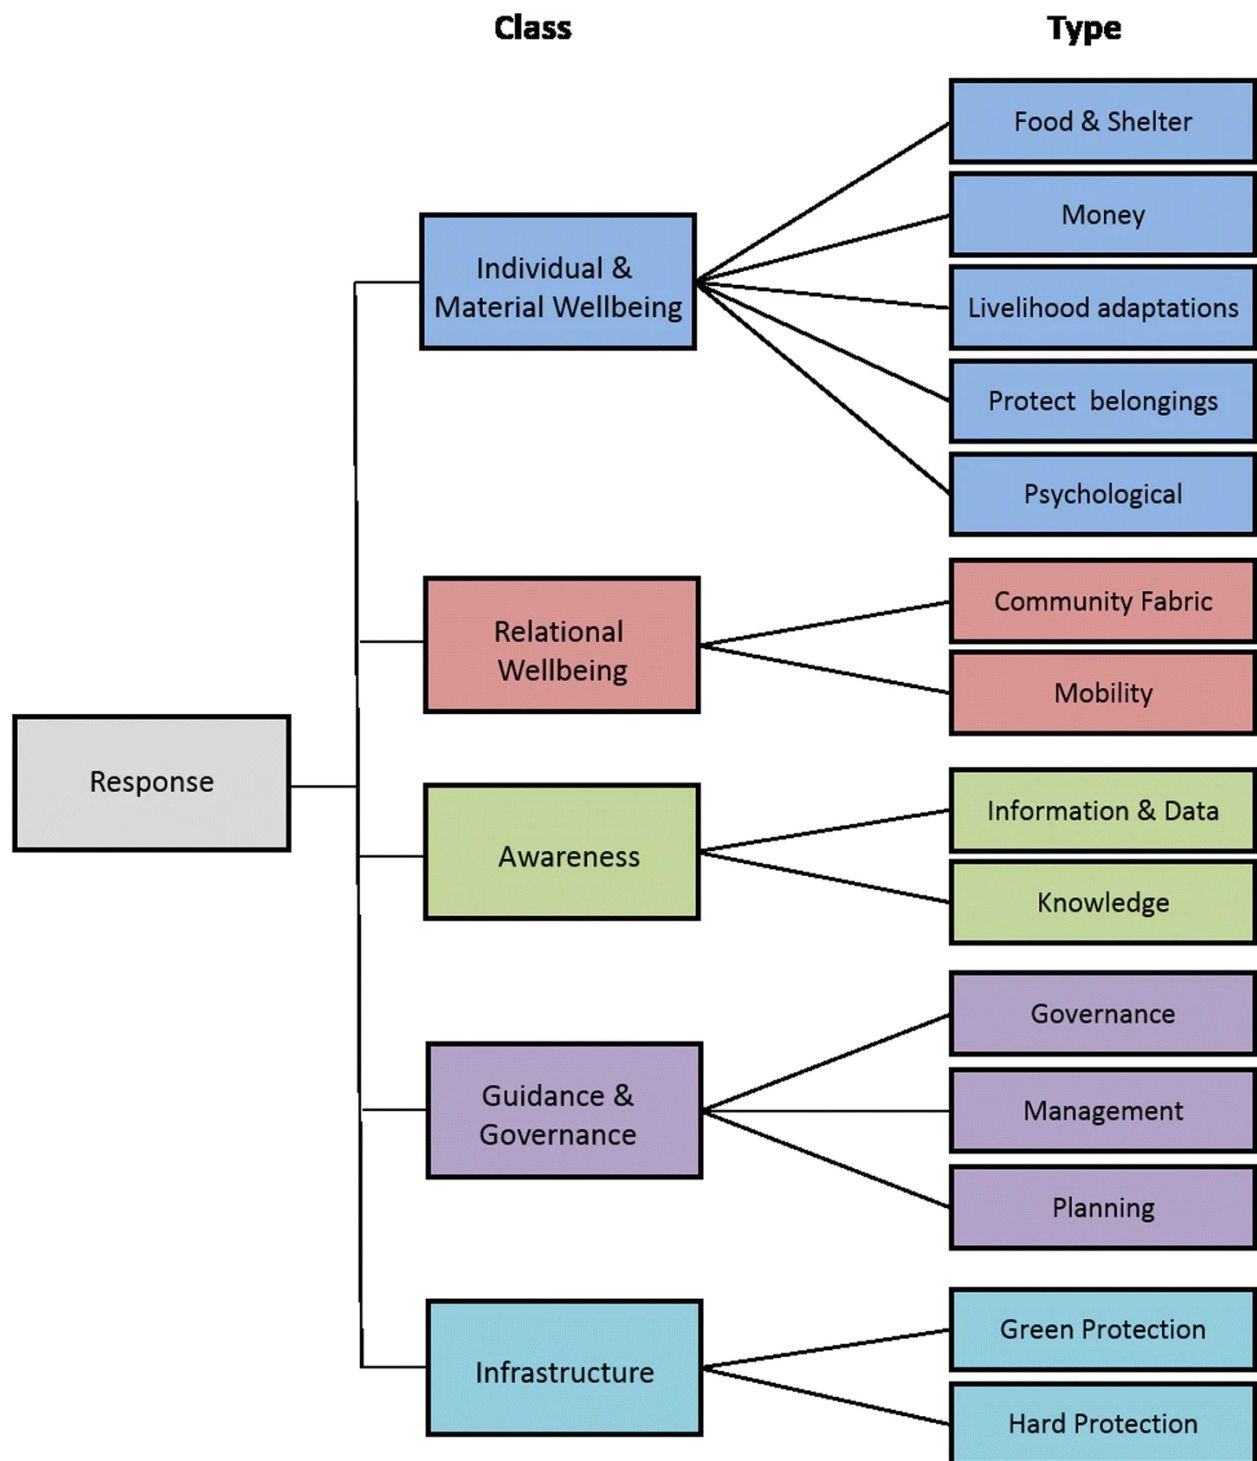 Class
Type
Food & Shelter
Money
Individual &
Material Wellbeing
Livelihood adaptations
Protect  belongings
Psychological
Community Fabric
Relational
Wellbeing
Mobility
Response
Information & Data
Awareness
Knowledge
Governance
Guidance &
Governance
Management
Planning
Green Protection
Infrastructure
Hard Protection